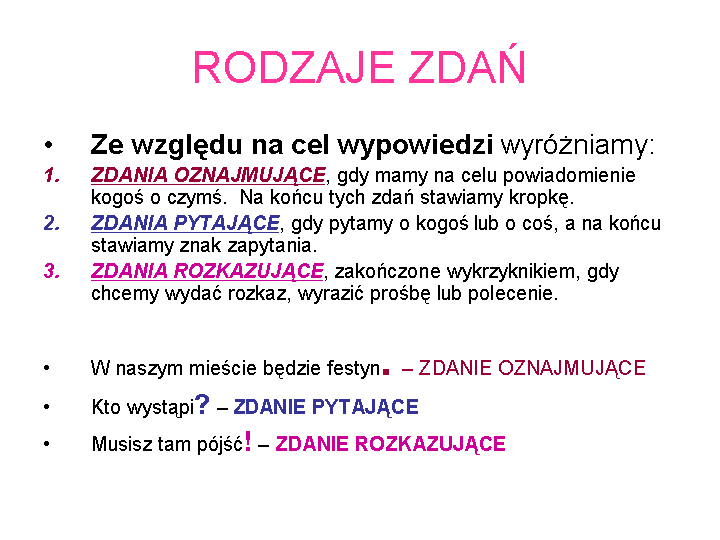 RODZAJE ZDAŃ
• Ze względu na cel wypowiedzi wyróżniamy:
1. ZDANIA OZNAJMUJĄCE, gdy mamy na celu powiadomienie
kogoś o czymś.  Na końcu tych zdań stawiamy kropkę.
2. ZDANIA PYTAJĄCE, gdy pytamy o kogoś lub o coś, a na końcu
stawiamy znak zapytania.
3. ZDANIA ROZKAZUJĄCE, zakończone wykrzyknikiem, gdy
chcemy wydać rozkaz, wyrazić prośbę lub polecenie.
• W naszym mieście będzie festyn. – ZDANIE OZNAJMUJĄCE
• Kto wystąpi? – ZDANIE PYTAJĄCE
• Musisz tam pójść! – ZDANIE ROZKAZUJĄCE